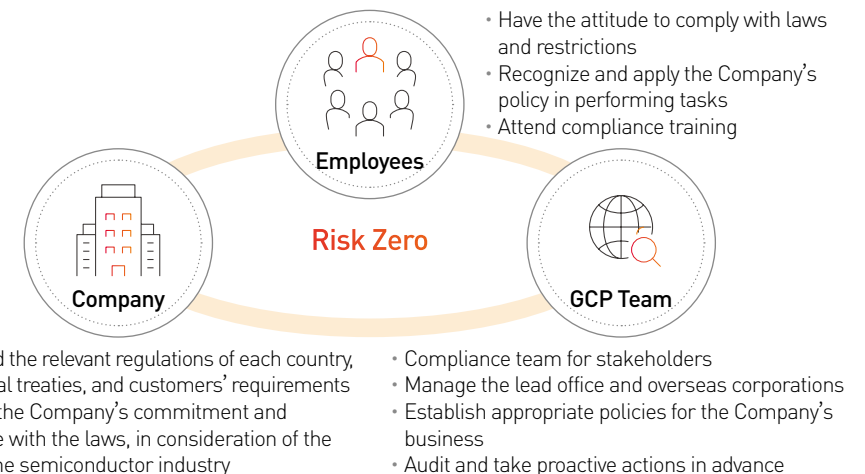 • Have the attitude to comply with laws
and restrictions
• Recognize and apply the Company's
policy in performing tasks
• Attend compliance training
Employees
Risk Zero
Company
GCP Team
the relevant regulations of each country,
treaties, and customers' requirements
the Company's commitment and
with the laws, in consideration of the
semiconductor industry
• Compliance team for stakeholders
• Manage the lead office and overseas corporations
• Establish appropriate policies for the Company's
business
• Audit and take proactive actions in advance